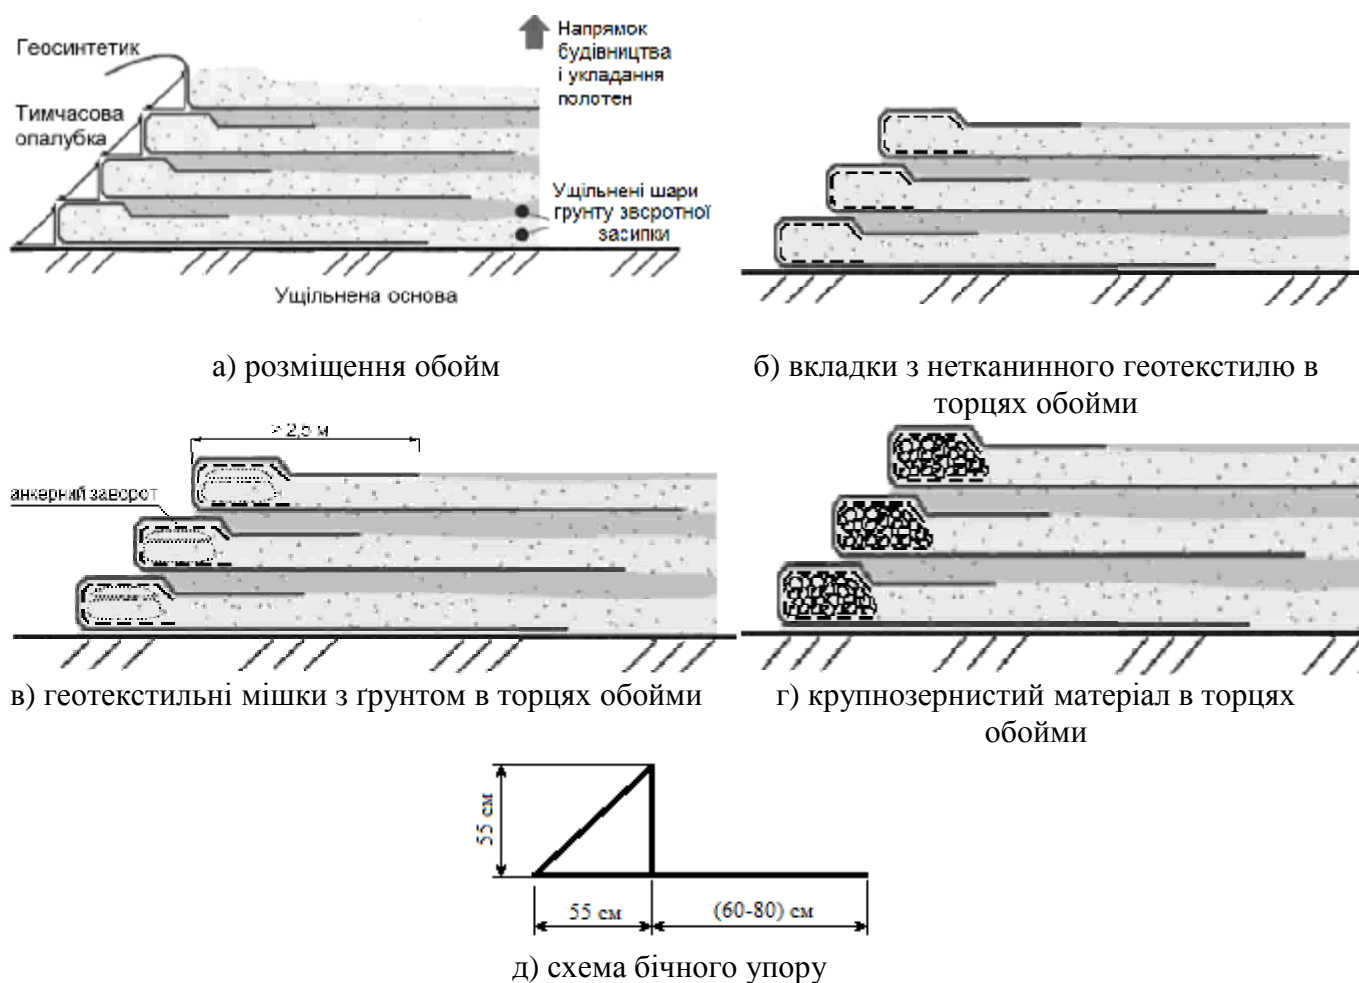 Геосинтетик
Тимчасова
опалубка
Напрямок
будівництва
і укладання
полотен
Ущільнені шари
грунту зворотної
засипки
Ущільнена основа
а) розміщення обойм
б) вкладки з нетканинного геотекстилю в
торцях обойми
> 2,5 м
анкерний заворот
в) геотекстильні мішки з ґрунтом в торцях обойми
г) крупнозернистий матеріал в торцях
обойми
55 см
55 см
(60-80) см
д) схема бічного упору